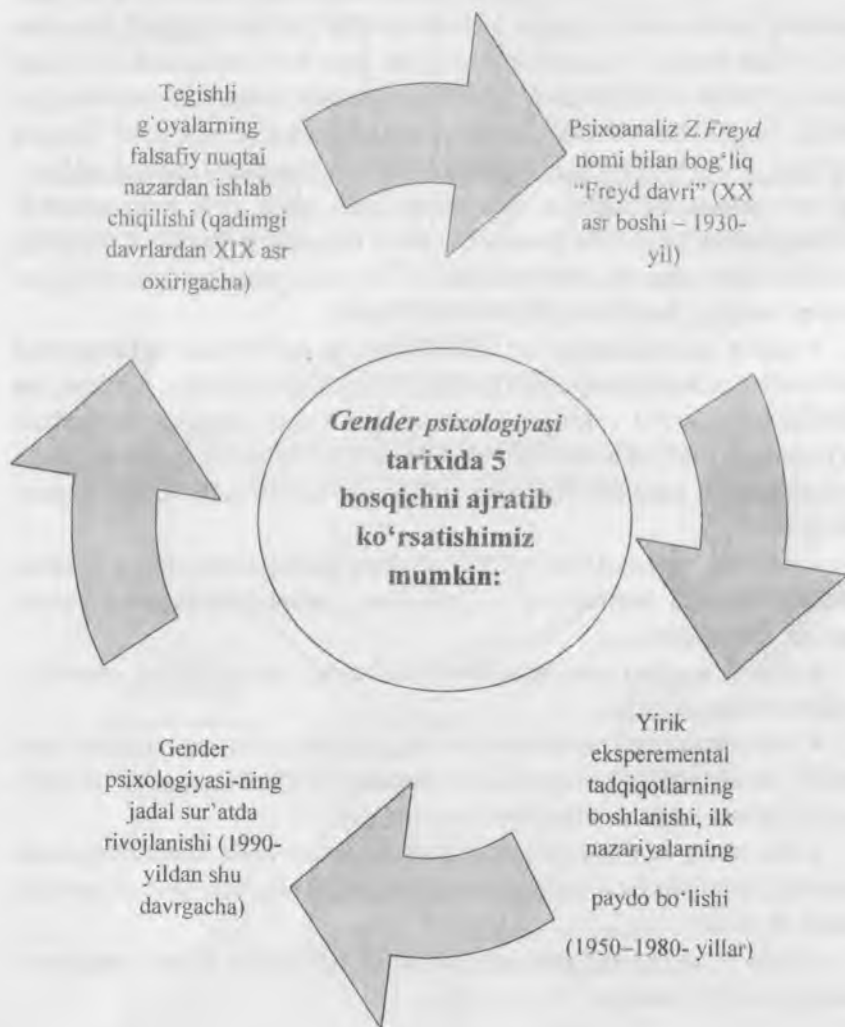 Tegishli
g‘oyalarning
falsafiy nuqtai
nazardan ishlab
chiqilishi (qadimgi
davrlardan XIX asr
oxirigacha)
Psixoanaliz Z.Freyd
nomi bilan bog‘liq
“Freyd davri” (XX
asr boshi – 1930-
yil)
Gender psixologiyasi
tarixida 5
bosqichni ajratib
ko‘rsatishimiz
mumkin:
Yirik
eksperemental
tadqiqotlarning
boshlanishi, ilk
nazariyalarning
paydo bo‘lishi
(1950–1980- yillar)
Gender
psixologiyasi-ning
jadal sur’atda
rivojlanishi (1990-
yildan shu
davrgacha)